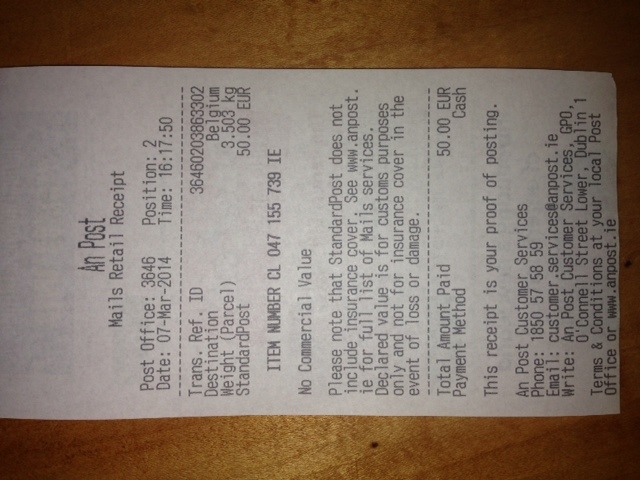 An Post
Mails Retail Receipt
Post Office: 3646 Position: 2
Date: 07-Mar-2014 Time: 16:17:50
Trans. Ref. ID 36460203863302
Destination Belgium
Weight (Parcel) 3.503 kg
StandardPost 50.00 EUR
ITEM NUMBER CL 047 155 739 IE
No Commercial Value
Please note that StandardPost does not
include insurance cover. See www.anpost.
ie for full list of Mails services.
Declared value is for customs purposes
only and not for insurance cover in the
event of loss or damage.
Total Amount Paid 50.00 EUR
Payment Method Cash
This receipt is your proof of posting.
An Post Customer Services
Phone: 1850 57 58 59
Email: customer.services@anpost.ie
Write: An Post Customer Services, GPO,
O'Connell Street Lower, Dublin 1
Terms & Conditions at your local Post
Office or www.anpost.ie